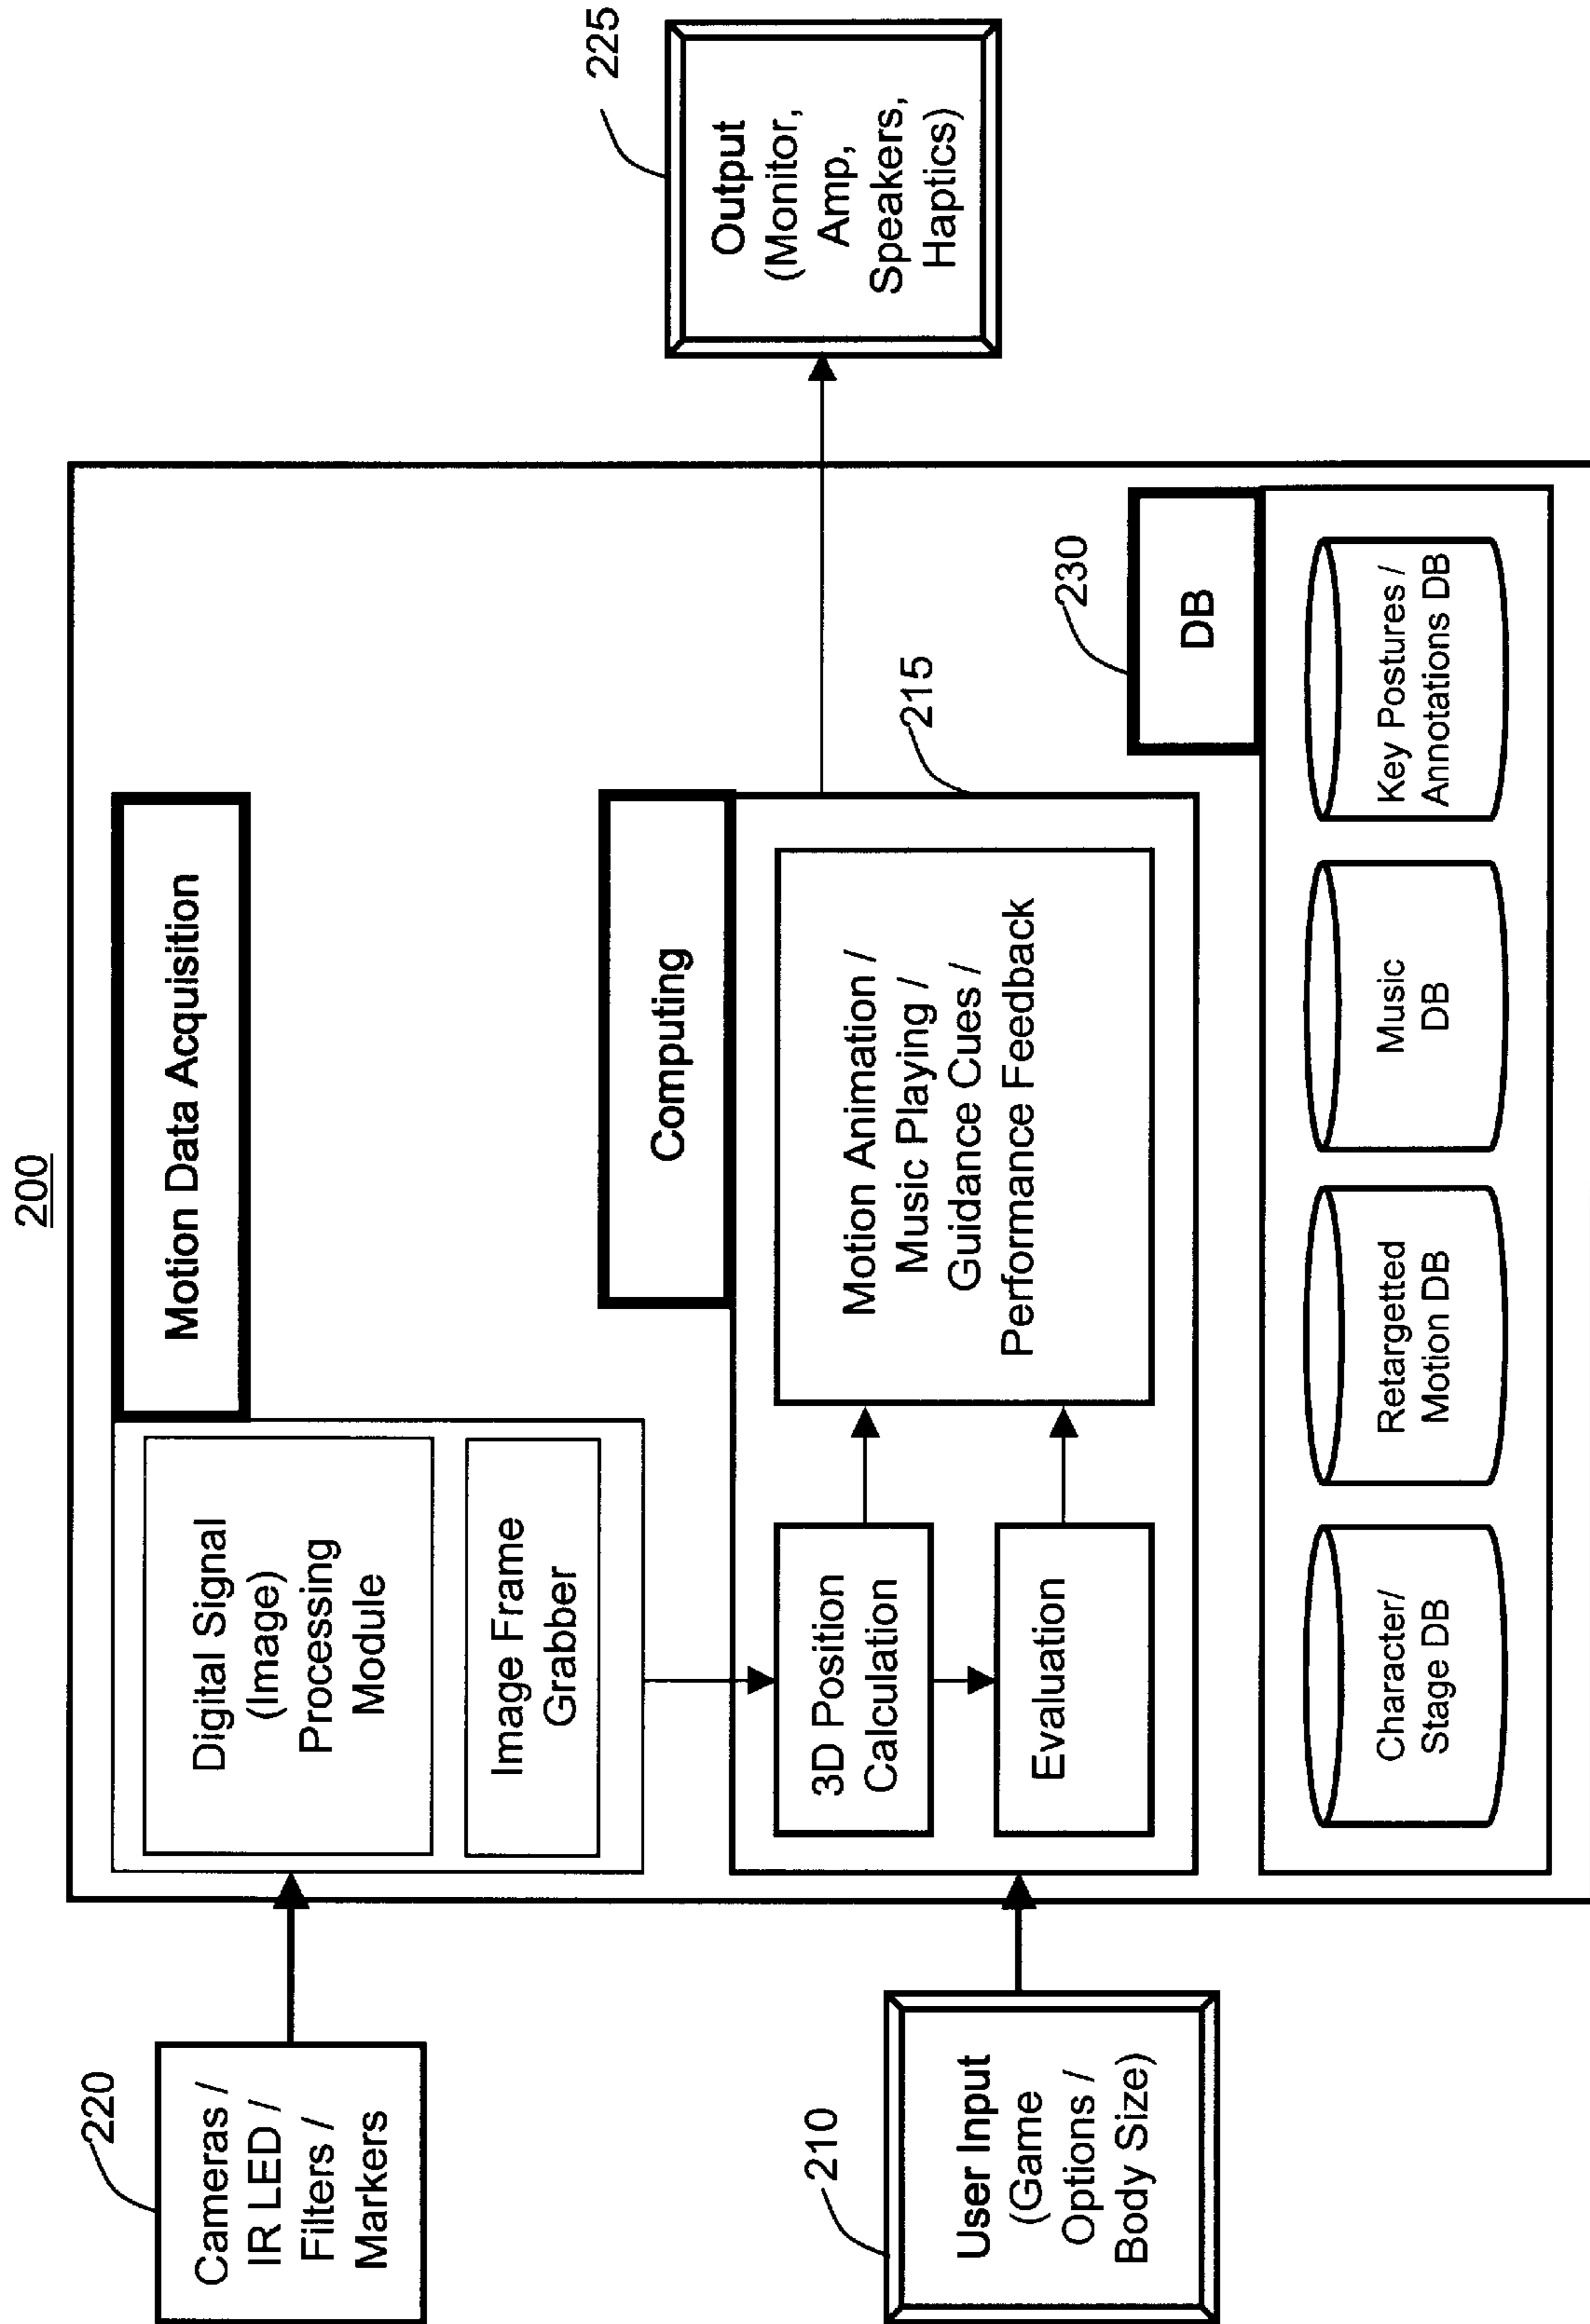 200
220
Cameras /
IR LED /
Filters /
Markers
210
User Input
(Game
Options /
Body Size)
Motion Data Acquisition
Digital Signal
(Image)
Processing
Module
Image Frame
Grabber
Computing
215
3D Position
Calculation
Evaluation
Motion Animation /
Music Playing /
Guidance Cues /
Performance Feedback
225
Output
(Monitor,
Amp,
Speakers,
Haptics)
230
DB
Character/
Stage DB
Retargetted
Motion DB
Music
DB
Key Postures /
Annotations DB